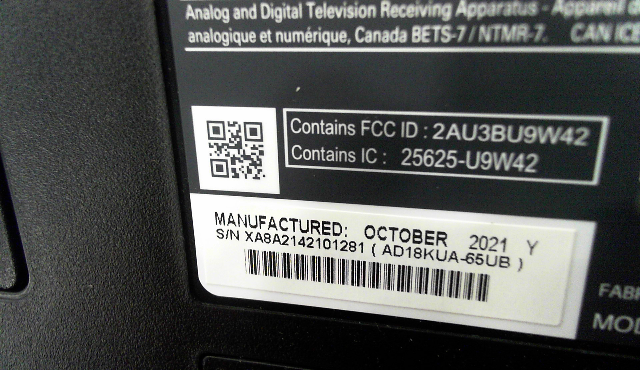 Analog and Digital Television Receiving Apparatus - Appareil
analogique et numérique, Canada BETS-7 / NTMR-7. CAN ICE
Contains FCC ID : 2AU3BU9W42
Contains IC : 25625-U9W42
MANUFACTURED: OCTOBER 2021 Y
S/N XA8A2142101281 ( AD18KUA-65UB )
FABR
MOD